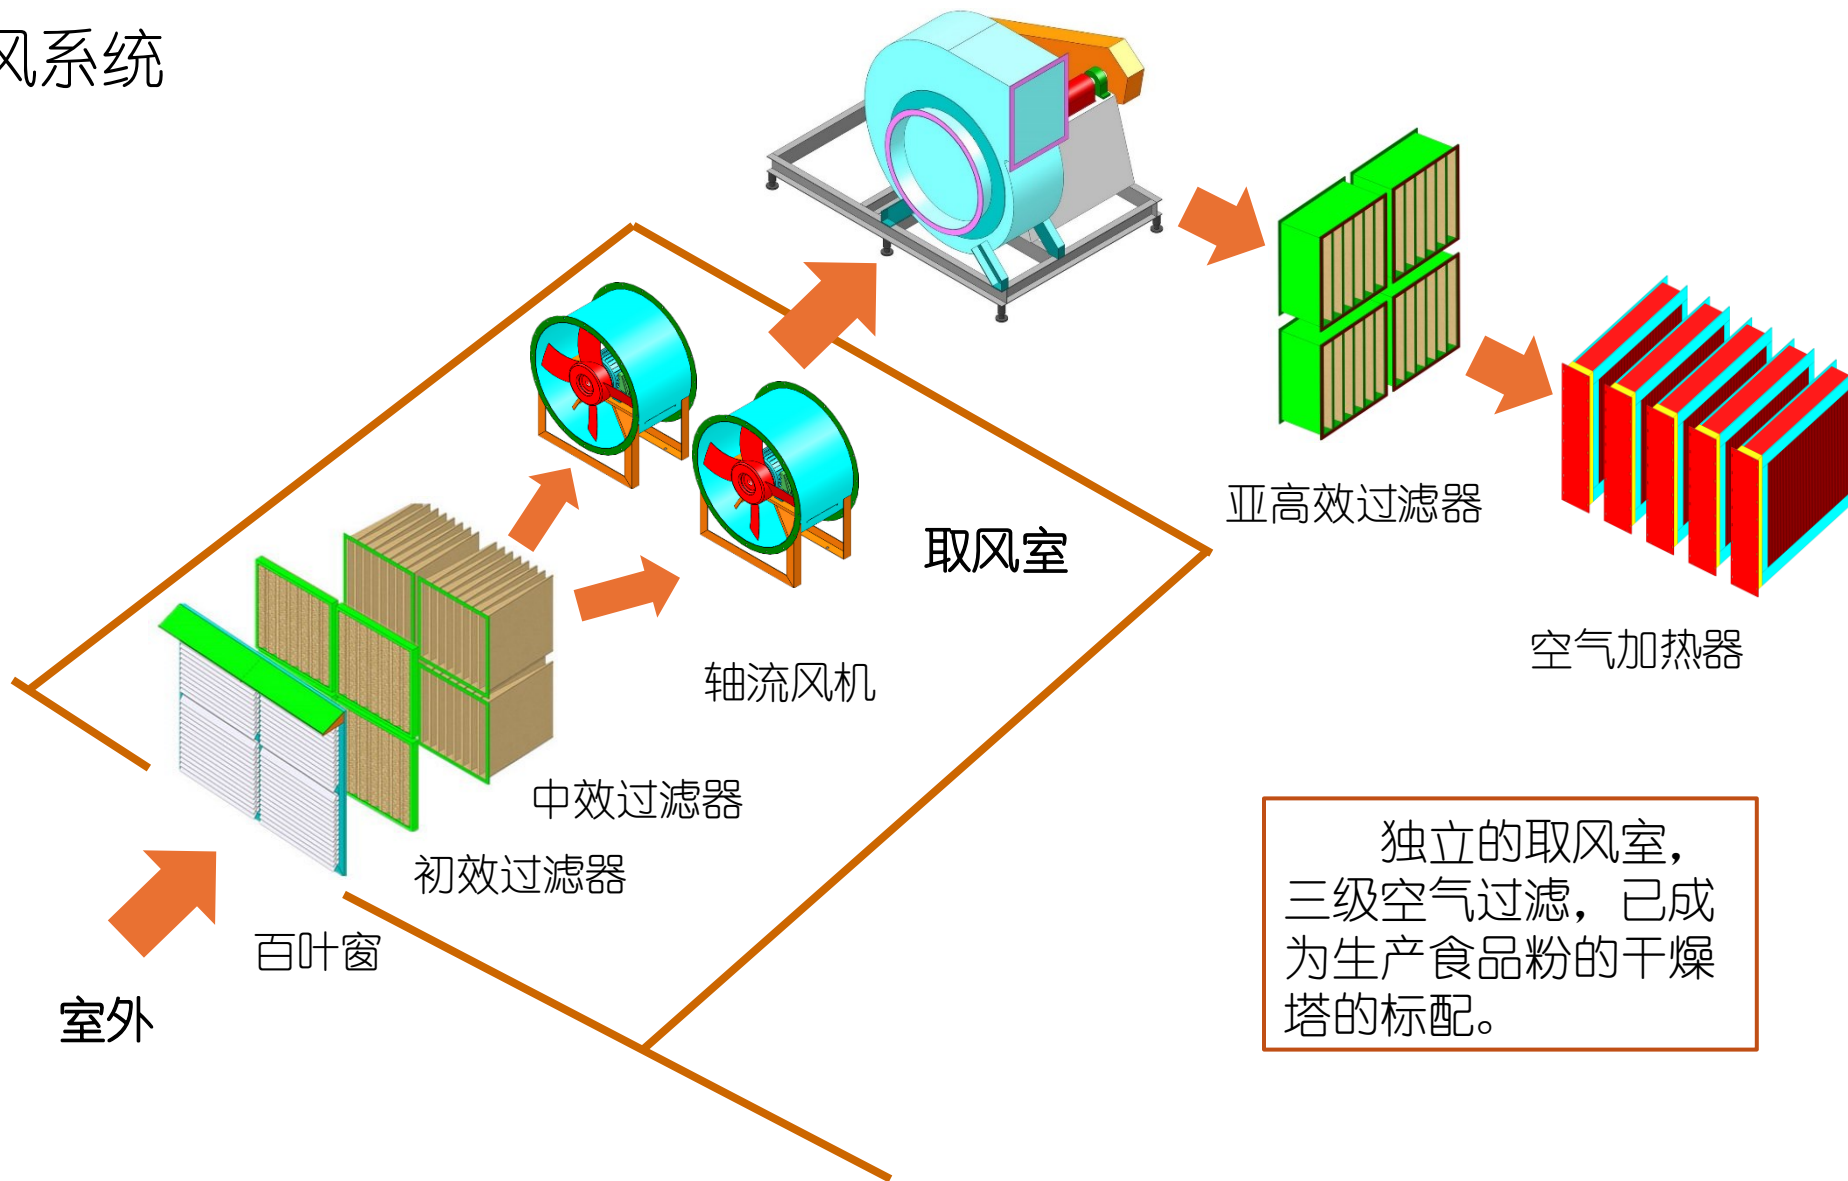 风系统
亚高效过滤器
取风室
空气加热器
轴流风机
中效过滤器
初效过滤器
百叶窗
室外
独立的取风室，
三级空气过滤，已成
为生产食品粉的干燥
塔的标配。